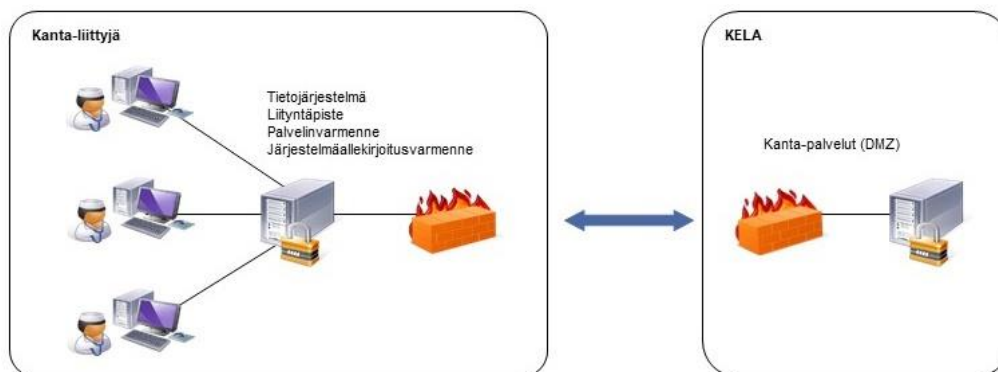 Kanta-liittyjä
Tietojärjestelmä
Liityntäpiste
Palvelinvarmenne
Järjestelmäallekirjoitusvarmenne
KELA
Kanta-palvelut (DMZ)